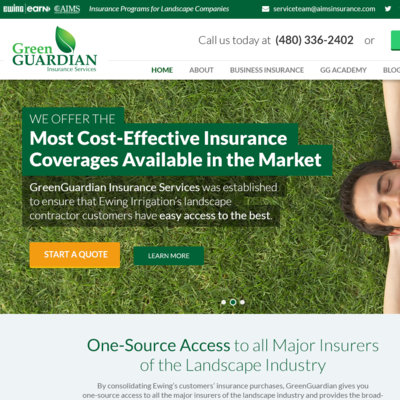 EWING earn ©AIMS Insurance Programs for Landscape Companies
serviceteam@aimsinsurance.com
Green
GUARDIAN
Insurance Services
Call us today at (480) 336-2402 or
HOME ABOUT BUSINESS INSURANCE GG ACADEMY BLO
WE OFFER THE
Most Cost-Effective Insurance
Coverages Available in the Market
GreenGuardian Insurance Services was established
to ensure that Ewing Irrigation's landscape
contractor customers have easy access to the best.
START A QUOTE
LEARN MORE
One-Source Access to all Major Insurers
of the Landscape Industry
By consolidating Ewing's customers' insurance purchases, GreenGuardian gives you
one-source access to all the major insurers of the landscape industry and provides the broad-